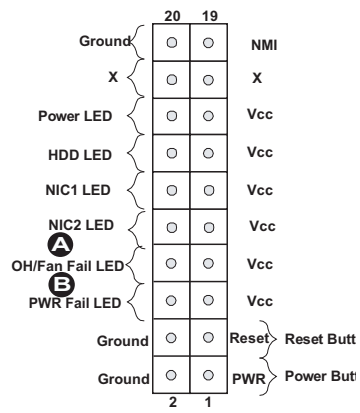 20 19
Ground NMI
X X
Power LED Vcc
HDD LED Vcc
NIC1 LED Vcc
NIC2 LED Vcc
A
OH/Fan Fail LED Vcc
B
PWR Fail LED Vcc
Ground Reset Reset Butt
Ground PWR Power Butt
2 1